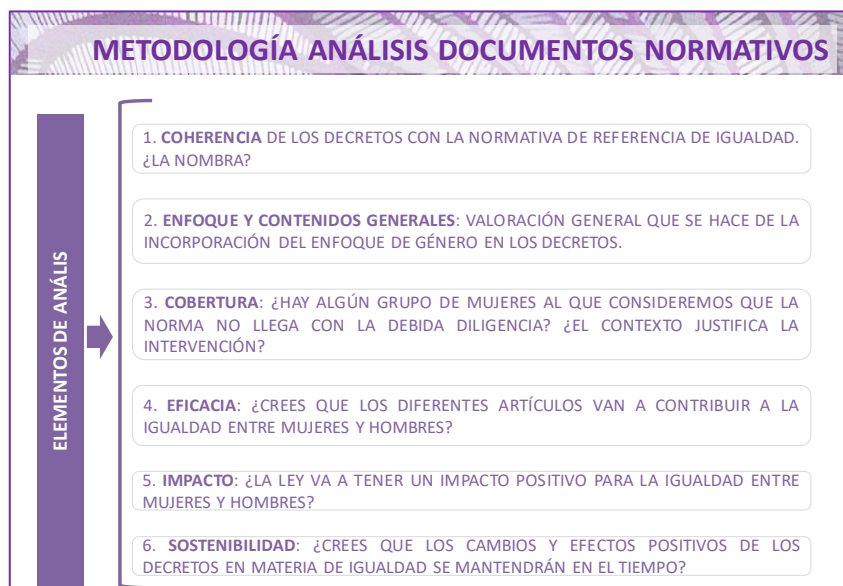 METODOLOGÍA ANÁLISIS DOCUMENTOS NORMATIVOS
ELEMENTOS DE ANÁLIS
1. COHERENCIA DE LOS DECRETOS CON LA NORMATIVA DE REFERENCIA DE IGUALDAD.
¿LA NOMBRA?
2. ENFOQUE Y CONTENIDOS GENERALES: VALORACIÓN GENERAL QUE SE HACE DE LA
INCORPORACIÓN DEL ENFOQUE DE GÉNERO EN LOS DECRETOS.
3. COBERTURA: ¿HAY ALGÚN GRUPO DE MUJERES AL QUE CONSIDEREMOS QUE LA
NORMA NO LLEGA CON LA DEBIDA DILIGENCIA? ¿EL CONTEXTO JUSTIFICA LA
INTERVENCIÓN?
4. EFICACIA: ¿CREES QUE LOS DIFERENTES ARTÍCULOS VAN A CONTRIBUIR A LA
IGUALDAD ENTRE MUJERES Y HOMBRES?
5. IMPACTO: ¿LA LEY VA A TENER UN IMPACTO POSITIVO PARA LA IGUALDAD ENTRE
MUJERES Y HOMBRES?
6. SOSTENIBILIDAD: ¿CREES QUE LOS CAMBIOS Y EFECTOS POSITIVOS DE LOS
DECRETOS EN MATERIA DE IGUALDAD SE MANTENDRÁN EN EL TIEMPO?